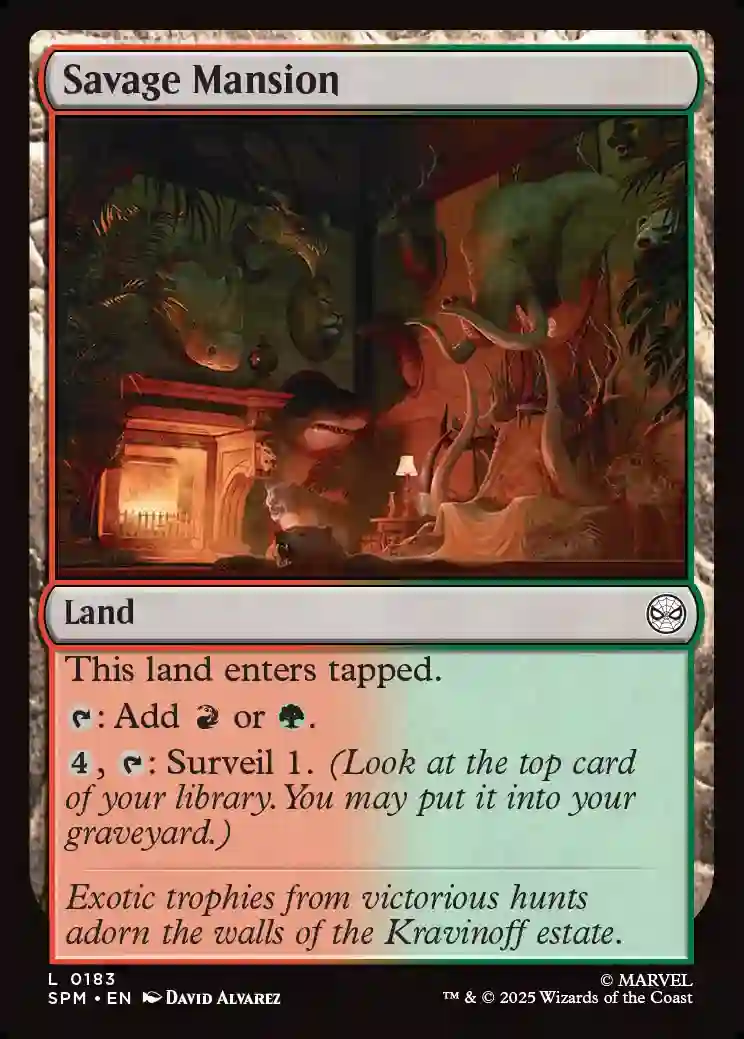 Savage Mansion
Land
This land enters tapped.
: Add or .
4, : Surveil 1. (Look at the top card
of your library. You may put it into your
graveyard.)
Exotic trophies from victorious hunts
adorn the walls of the Kravinoff estate.
L 0183
SPM • EN David Alvarez
© MARVEL
™ & © 2025 Wizards of the Coast